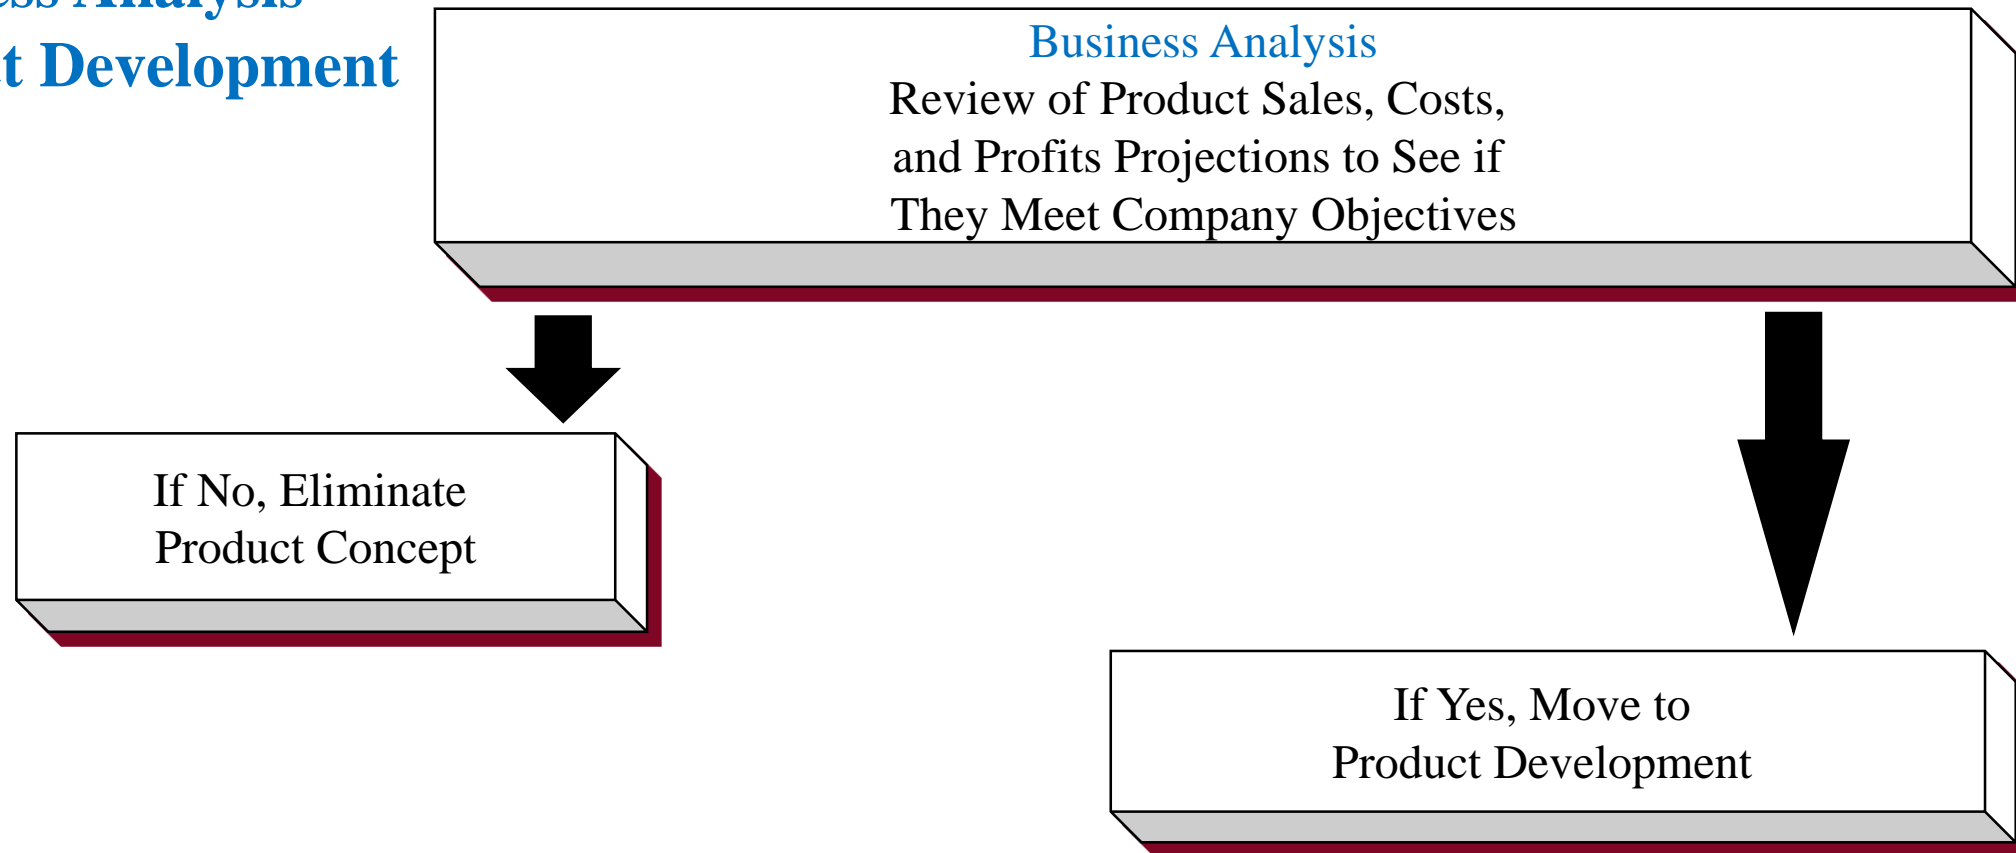 Analysis
Development
Business Analysis
Review of Product Sales, Costs,
and Profits Projections to See if
They Meet Company Objectives
If No, Eliminate
Product Concept
If Yes, Move to
Product Development